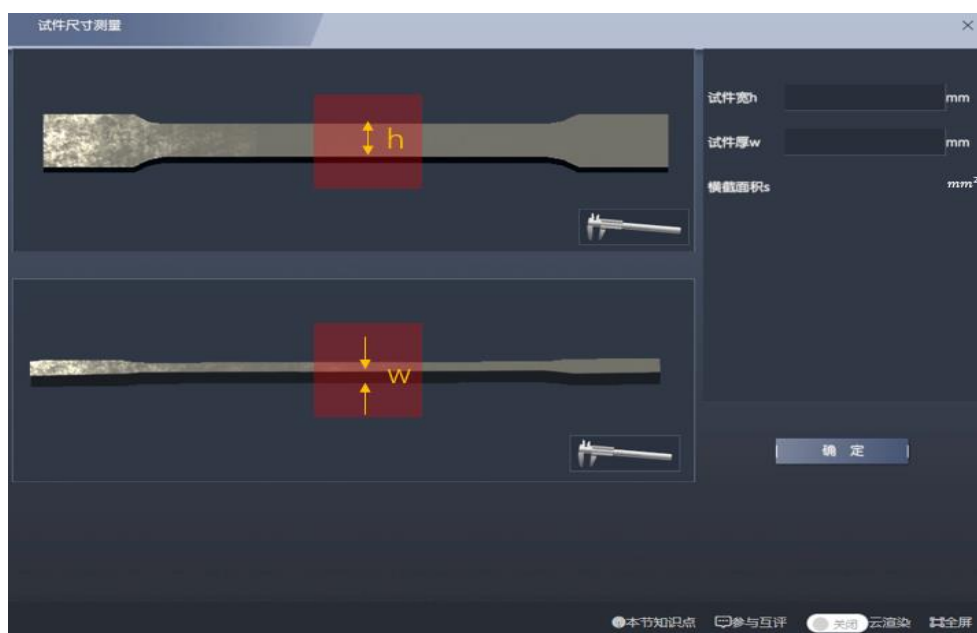 试件尺寸测量 ×
h
试件宽h mm
试件厚w mm
横截面积s mm²
w
确 定
本节知识点 参与互评 关闭 云渲染 全屏